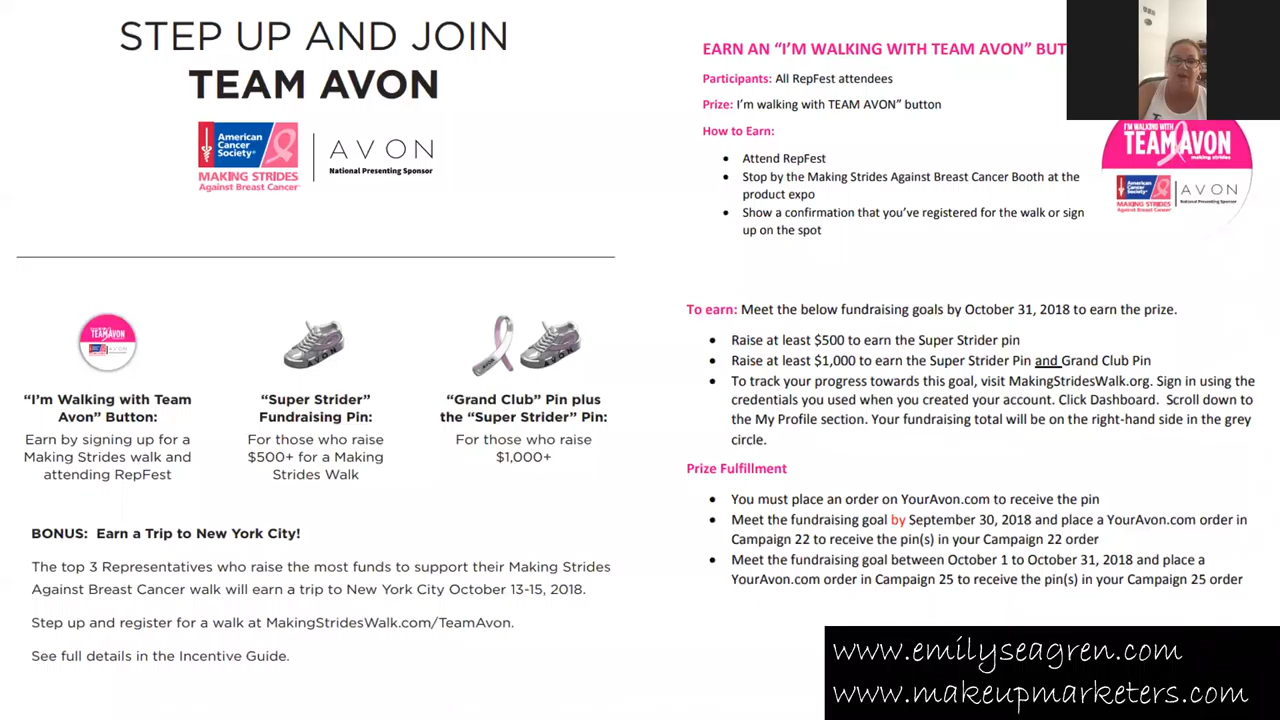 STEP UP AND JOIN
TEAM AVON
American
Cancer
Society®
MAKING STRIDES
Against Breast Cancer™
AVON
National Presenting Sponsor
“I’m Walking with Team
Avon” Button:
Earn by signing up for a
Making Strides walk and
attending RepFest
“Super Strider”
Fundraising Pin:
For those who raise
$500+ for a Making
Strides Walk
“Grand Club” Pin plus
the “Super Strider” Pin:
For those who raise
$1,000+
BONUS: Earn a Trip to New York City!
The top 3 Representatives who raise the most funds to support their Making Strides
Against Breast Cancer walk will earn a trip to New York City October 13-15, 2018.
Step up and register for a walk at MakingStridesWalk.com/TeamAvon.
See full details in the Incentive Guide.
EARN AN “I’M WALKING WITH TEAM AVON” BUT
Participants: All RepFest attendees
Prize: I’m walking with TEAM AVON” button
How to Earn:
• Attend RepFest
• Stop by the Making Strides Against Breast Cancer Booth at the
product expo
• Show a confirmation that you’ve registered for the walk or sign
up on the spot
I’M WALKING WITH
TEAM AVON
making strides
American
Cancer
Society
MAKING STRIDES
Against Breast Cancer
AVON
National Presenting Sponsor
To earn: Meet the below fundraising goals by October 31, 2018 to earn the prize.
• Raise at least $500 to earn the Super Strider pin
• Raise at least $1,000 to earn the Super Strider Pin and Grand Club Pin
• To track your progress towards this goal, visit MakingStridesWalk.org. Sign in using the
credentials you used when you created your account. Click Dashboard. Scroll down to
the My Profile section. Your fundraising total will be on the right-hand side in the grey
circle.
Prize Fulfillment
• You must place an order on YourAvon.com to receive the pin
• Meet the fundraising goal by September 30, 2018 and place a YourAvon.com order in
Campaign 22 to receive the pin(s) in your Campaign 22 order
• Meet the fundraising goal between October 1 to October 31, 2018 and place a
YourAvon.com order in Campaign 25 to receive the pin(s) in your Campaign 25 order
www.emilyseagren.com
www.makeupmarketers.com